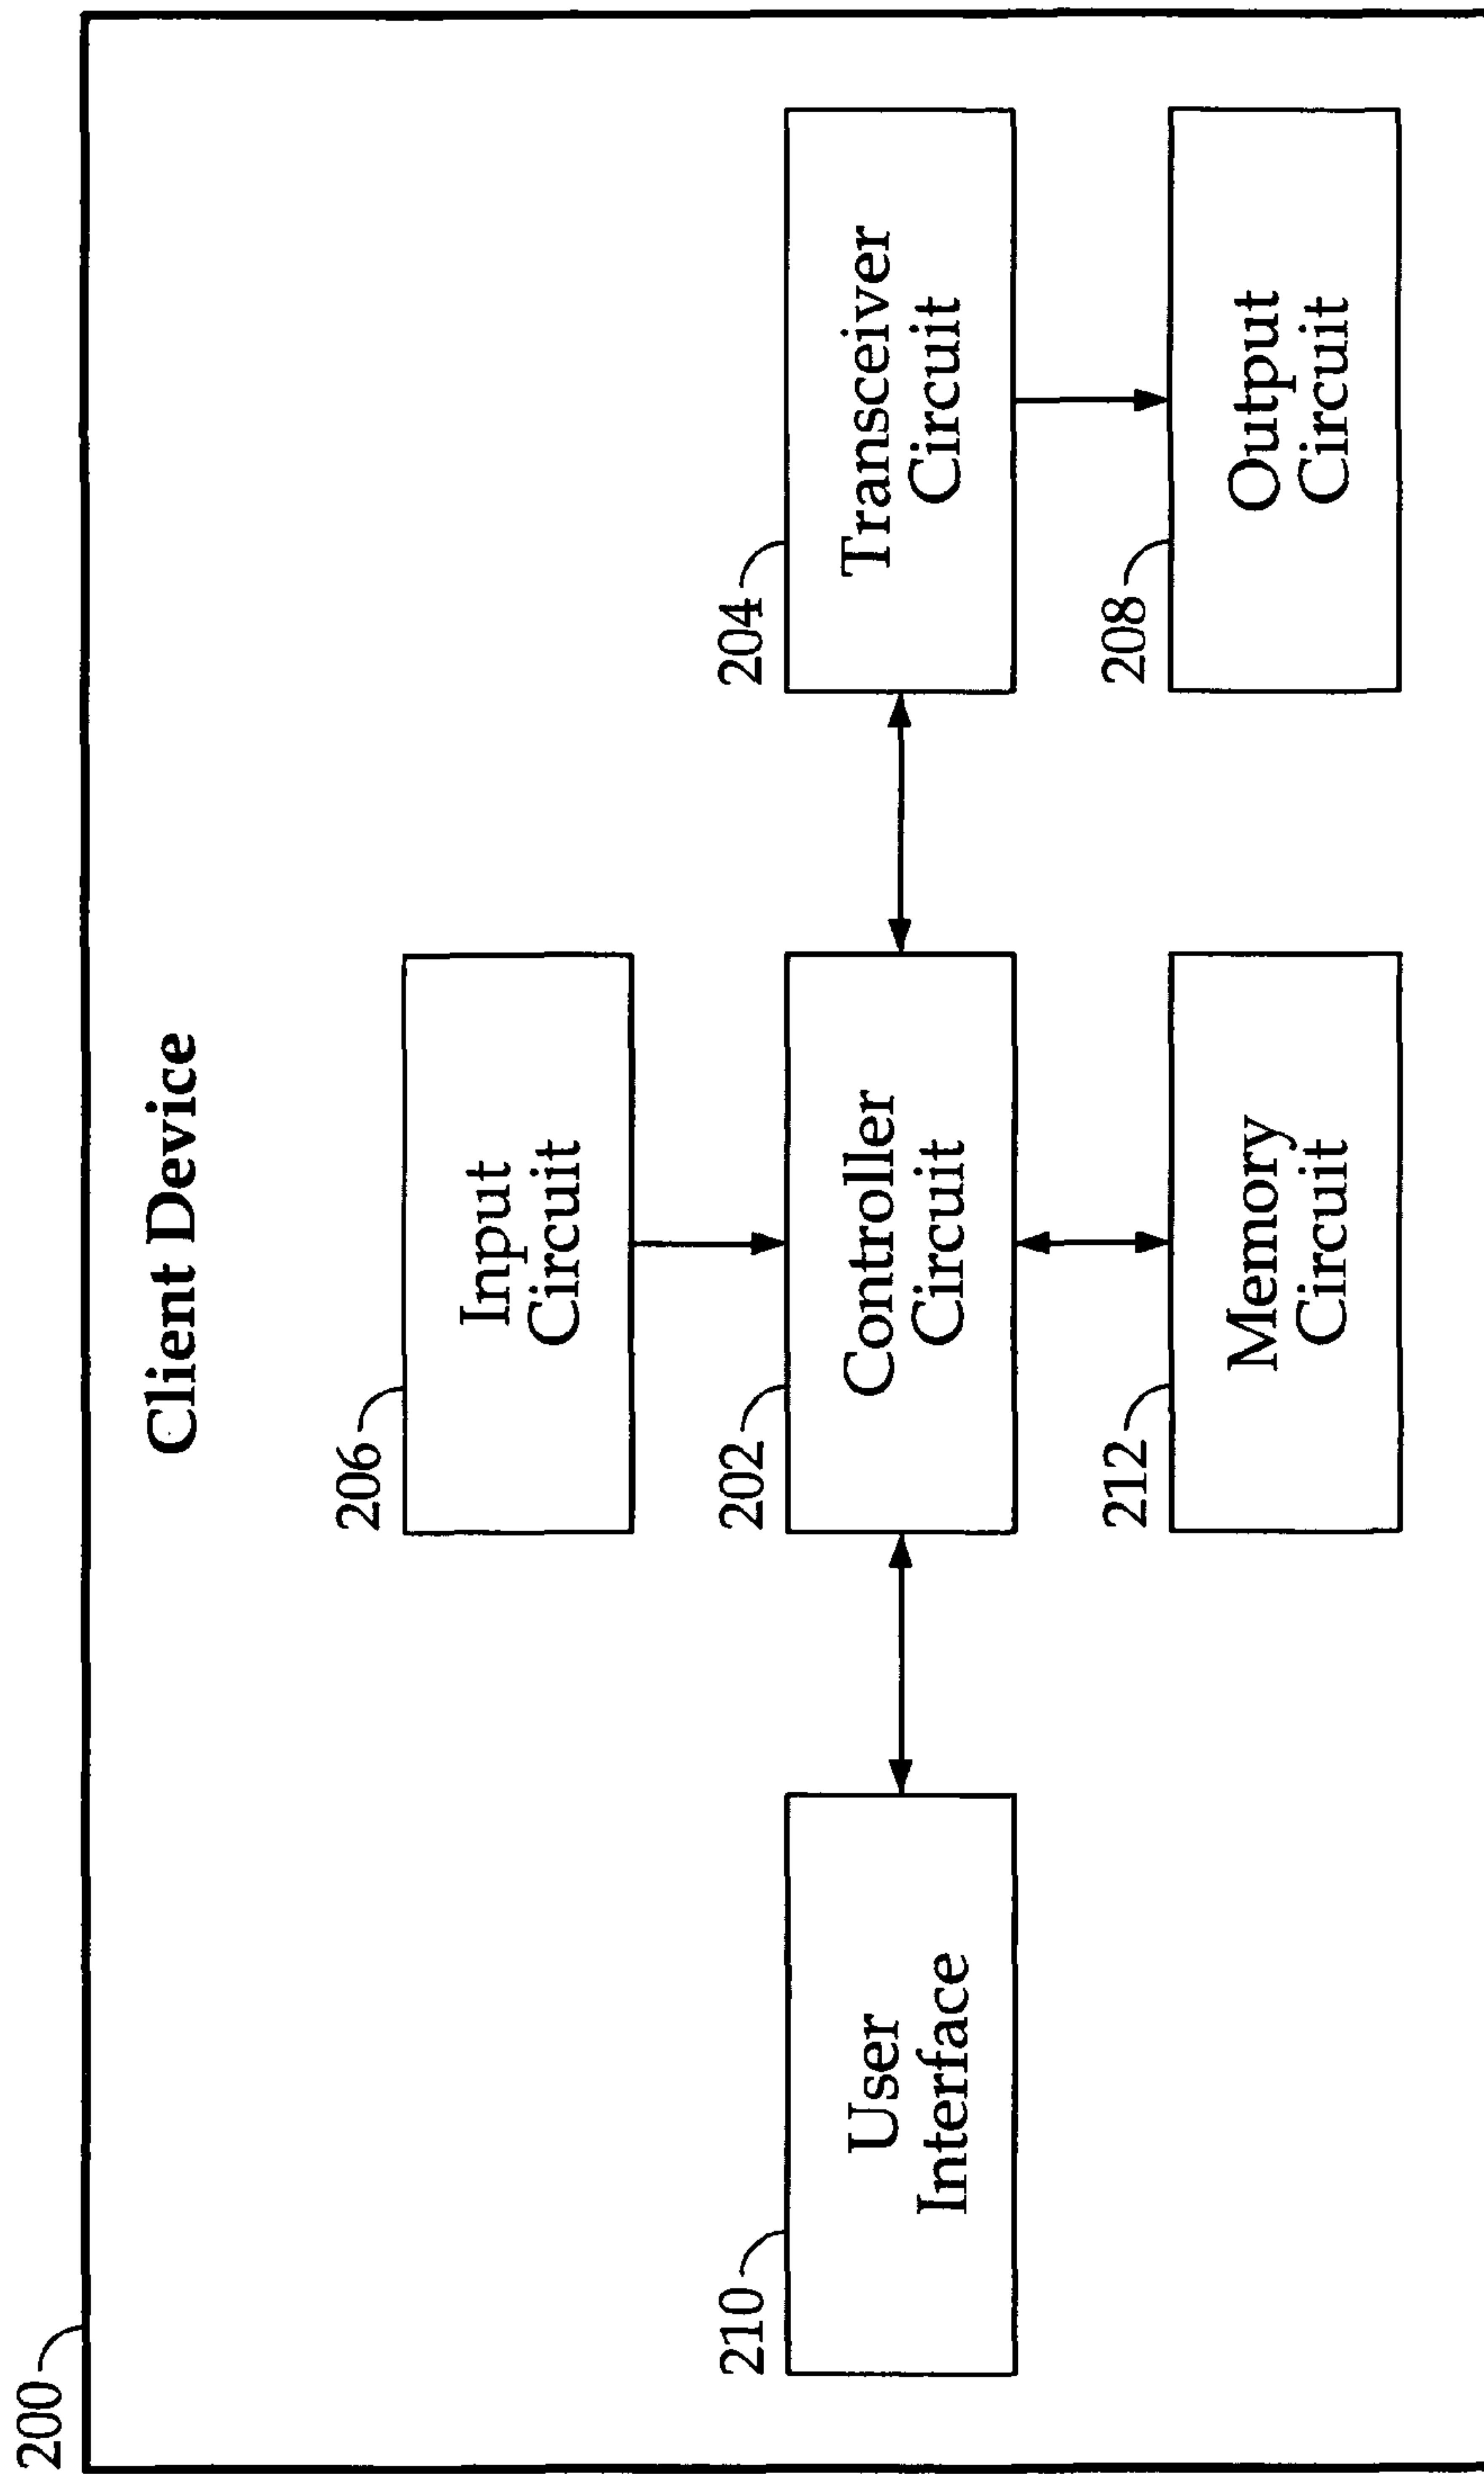 200
Client Device
206
Input
Circuit
210
User
Interface
202
Controller
Circuit
204
Transceiver
Circuit
212
Memory
Circuit
208
Output
Circuit